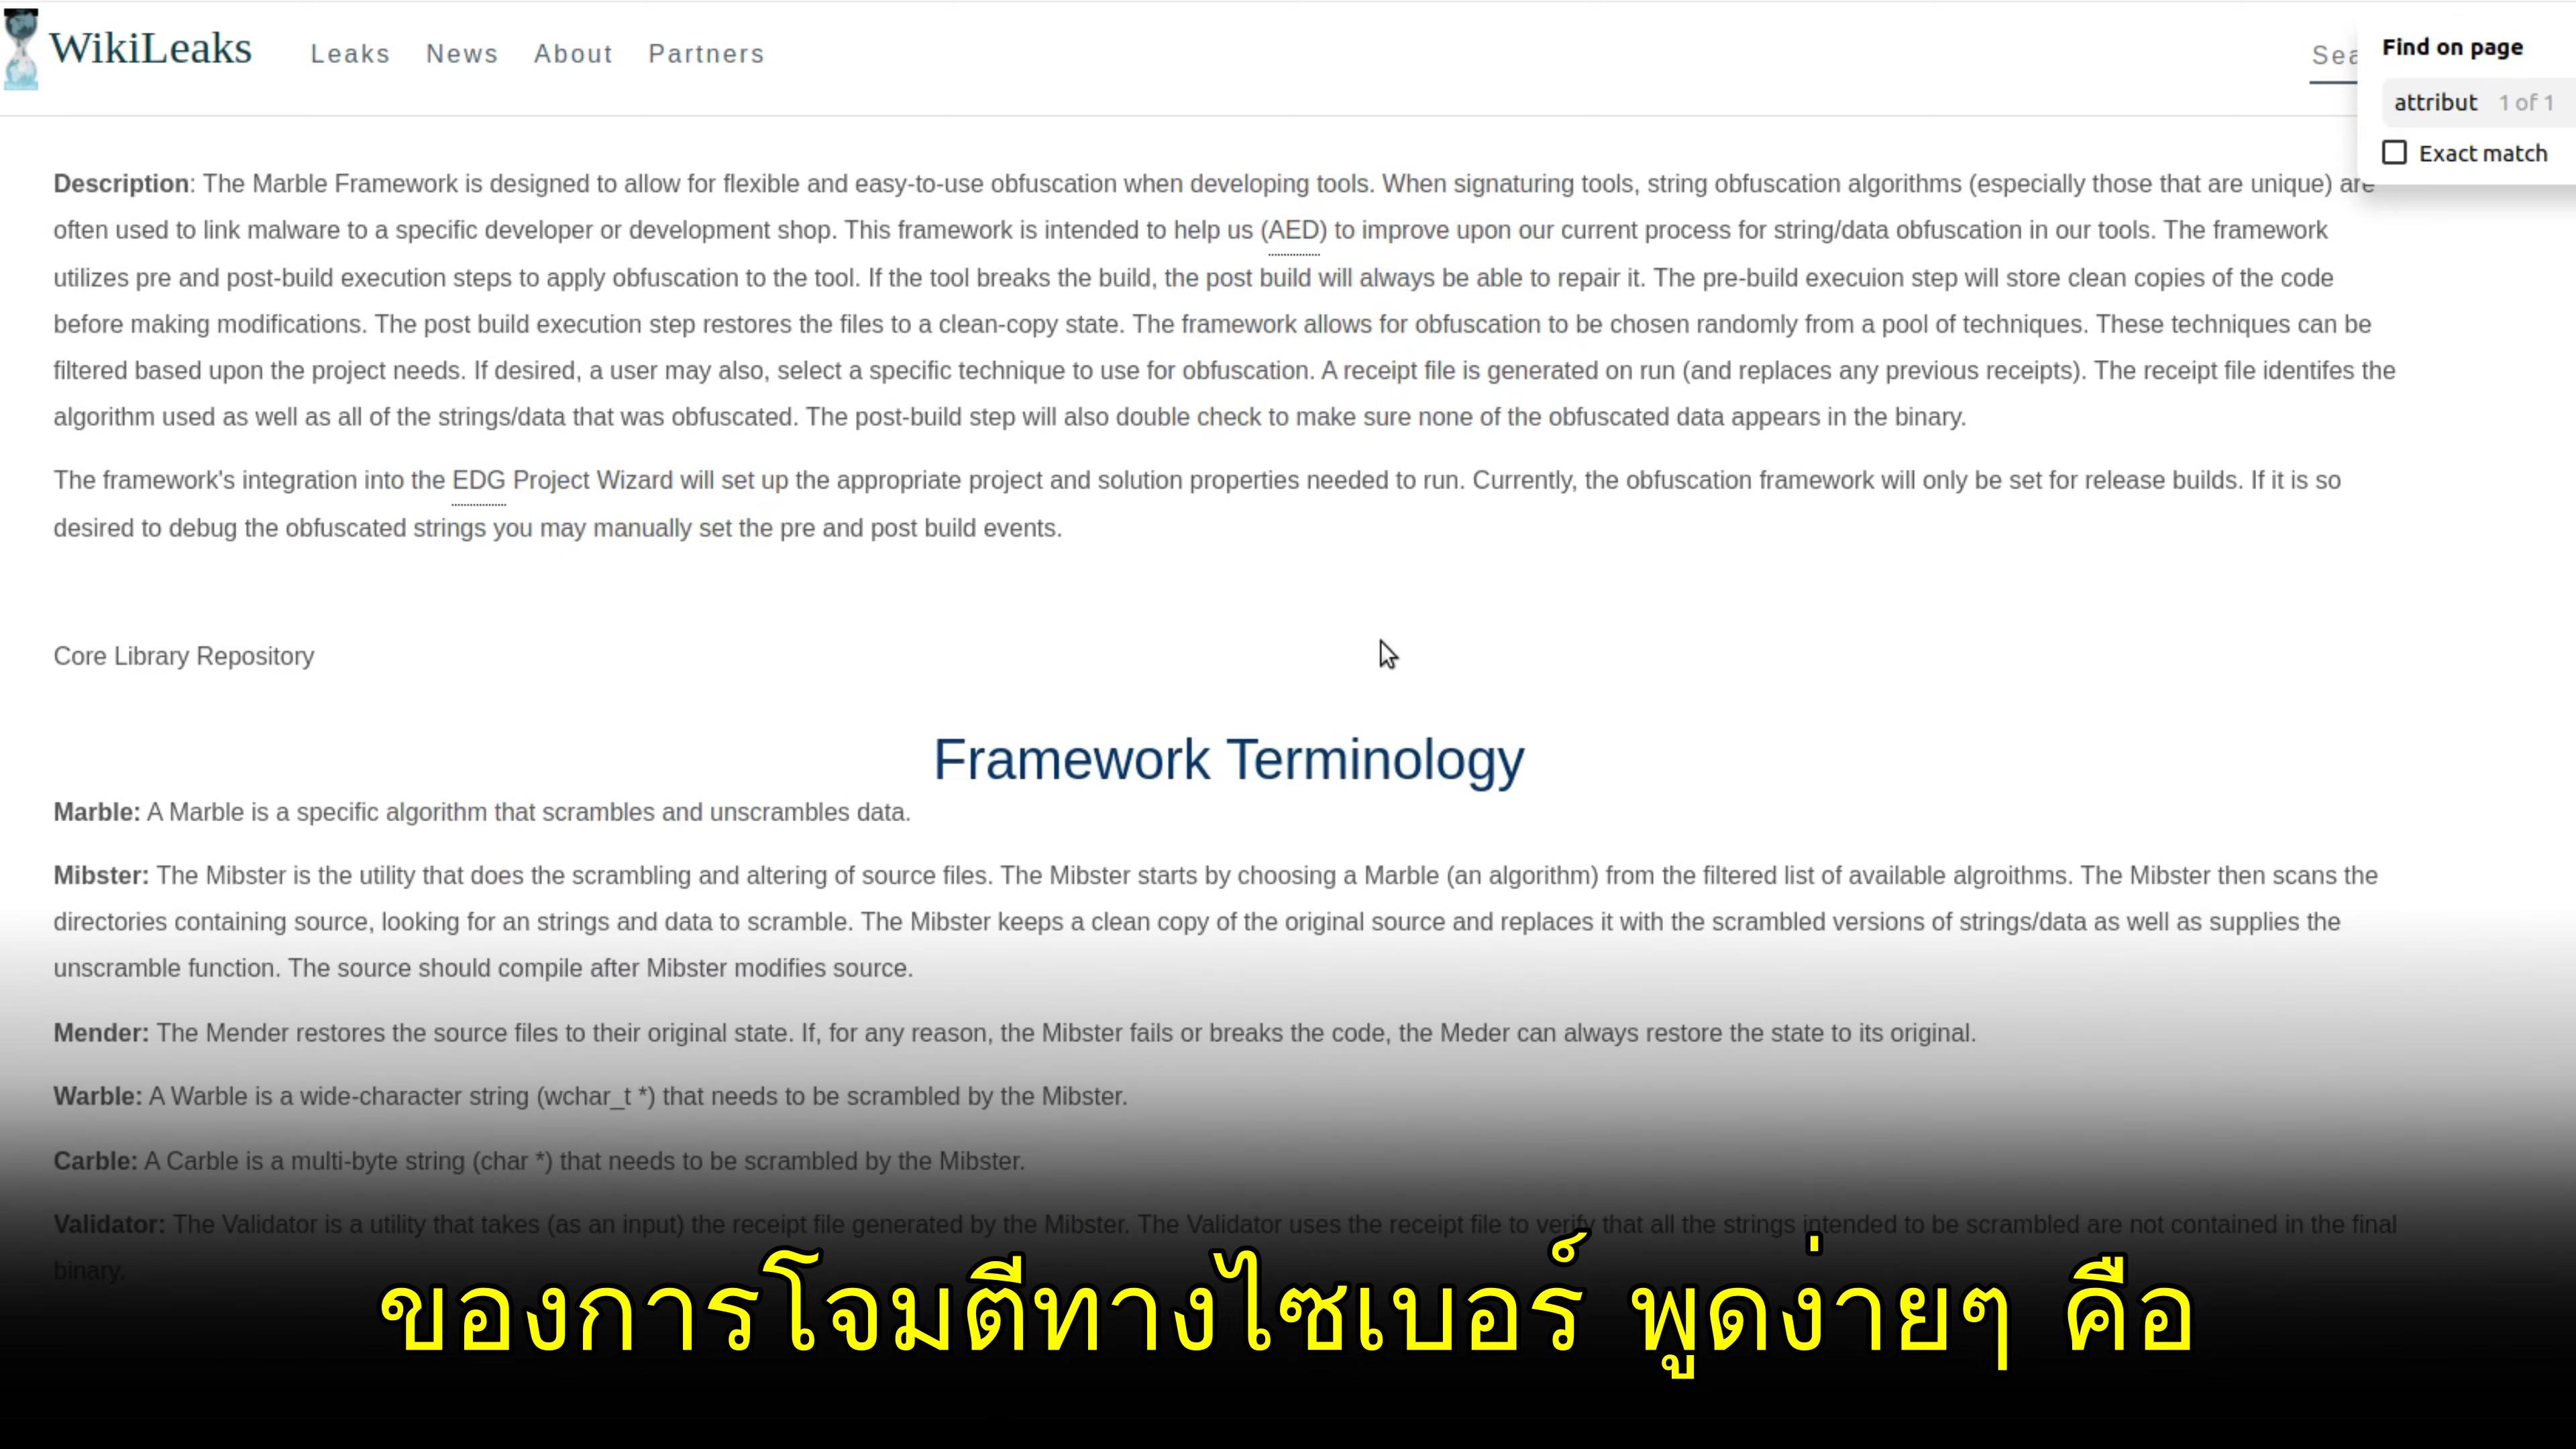 WikiLeaks
Leaks News About Partners
Sea
Find on page
attribut 1 of 1
Exact match
Description: The Marble Framework is designed to allow for flexible and easy-to-use obfuscation when developing tools. When signaturing tools, string obfuscation algorithms (especially those that are unique) are
often used to link malware to a specific developer or development shop. This framework is intended to help us (AED) to improve upon our current process for string/data obfuscation in our tools. The framework
utilizes pre and post-build execution steps to apply obfuscation to the tool. If the tool breaks the build, the post build will always be able to repair it. The pre-build execuion step will store clean copies of the code
before making modifications. The post build execution step restores the files to a clean-copy state. The framework allows for obfuscation to be chosen randomly from a pool of techniques. These techniques can be
filtered based upon the project needs. If desired, a user may also, select a specific technique to use for obfuscation. A receipt file is generated on run (and replaces any previous receipts). The receipt file identifes the
algorithm used as well as all of the strings/data that was obfuscated. The post-build step will also double check to make sure none of the obfuscated data appears in the binary.
The framework's integration into the EDG Project Wizard will set up the appropriate project and solution properties needed to run. Currently, the obfuscation framework will only be set for release builds. If it is so
desired to debug the obfuscated strings you may manually set the pre and post build events.
Core Library Repository
Framework Terminology
Marble: A Marble is a specific algorithm that scrambles and unscrambles data.
Mibster: The Mibster is the utility that does the scrambling and altering of source files. The Mibster starts by choosing a Marble (an algorithm) from the filtered list of available algroithms. The Mibster then scans the
directories containing source, looking for an strings and data to scramble. The Mibster keeps a clean copy of the original source and replaces it with the scrambled versions of strings/data as well as supplies the
unscramble function. The source should compile after Mibster modifies source.
Mender: The Mender restores the source files to their original state. If, for any reason, the Mibster fails or breaks the code, the Meder can always restore the state to its original.
Warble: A Warble is a wide-character string (wchar_t *) that needs to be scrambled by the Mibster.
Carble: A Carble is a multi-byte string (char *) that needs to be scrambled by the Mibster.
Validator: The Validator is a utility that takes (as an input) the receipt file generated by the Mibster. The Validator uses the receipt file to verify that all the strings intended to be scrambled are not contained in the final
binary.
ของการโจมตีทางไซเบอร์ พูดง่ายๆ คือ